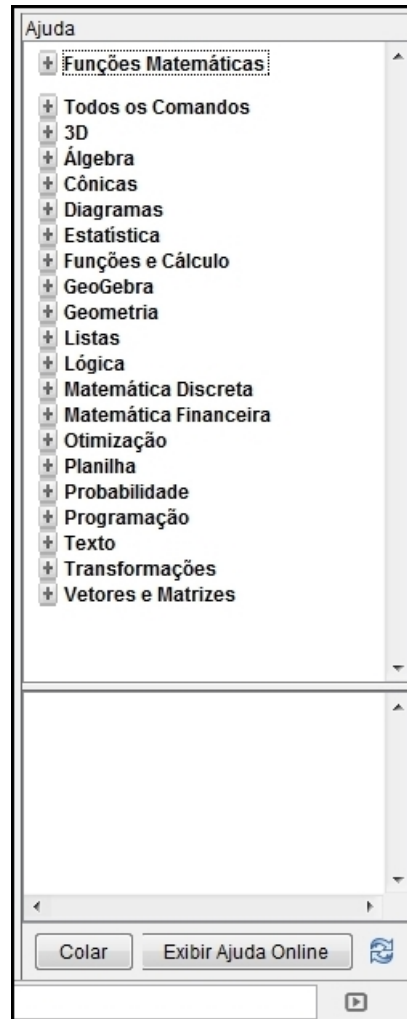 Ajuda
Funções Matemáticas
Todos os Comandos
3D
Álgebra
Cônicas
Diagramas
Estatística
Funções e Cálculo
GeoGebra
Geometria
Listas
Lógica
Matemática Discreta
Matemática Financeira
Otimização
Planilha
Probabilidade
Programação
Texto
Transformações
Vetores e Matrizes
Colar
Exibir Ajuda Online